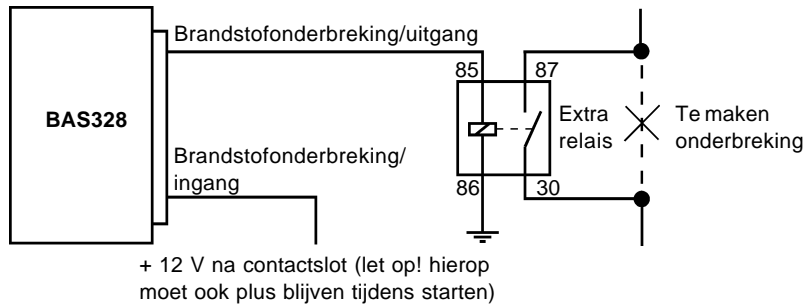 Brandstofonderbreking/uitgang
85
87
BAS328
Extra
relais
Te maken
onderbreking
Brandstofonderbreking/
ingang
86
30
+ 12 V na contactslot (let op! hierop
moet ook plus blijven tijdens starten)